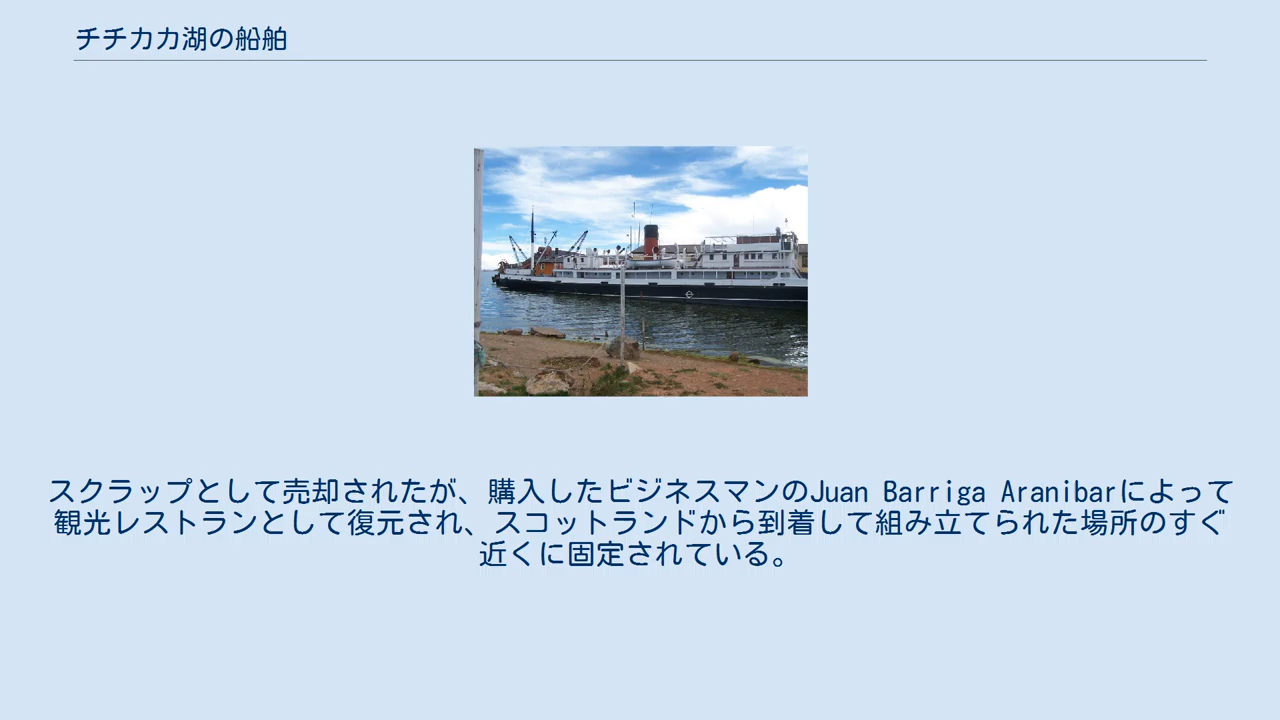 チチカカ湖の船舶
スクラップとして売却されたが、購入したビジネスマンのJuan Barriga Aranibarによって
観光レストランとして復元され、スコットランドから到着して組み立てられた場所のすぐ
近くに固定されている。